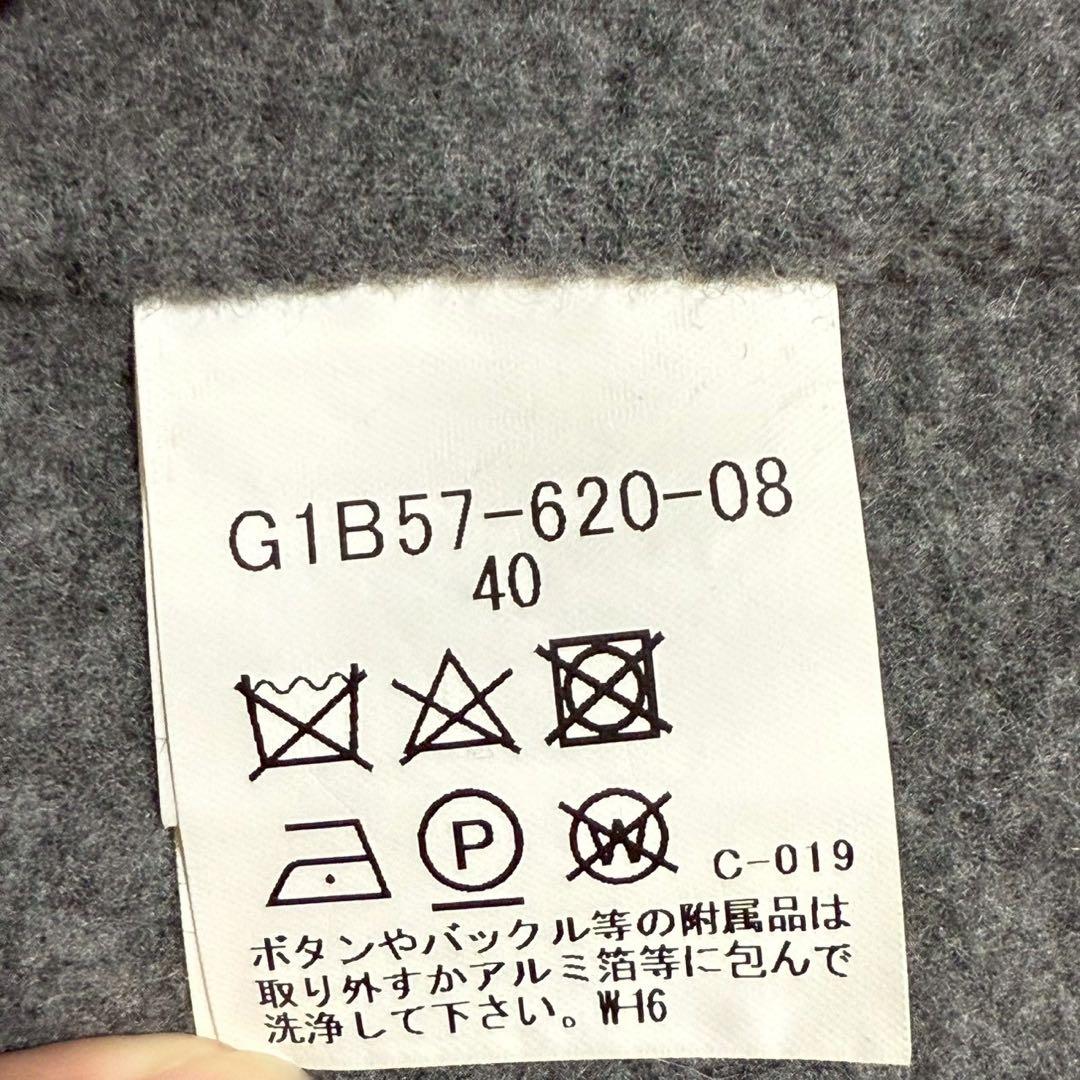 G1B57-620-08
40
P
W
C-019
ボタンやバックル等の附属品は
取り外すかアルミ箔等に包んで
洗浄して下さい。W-16